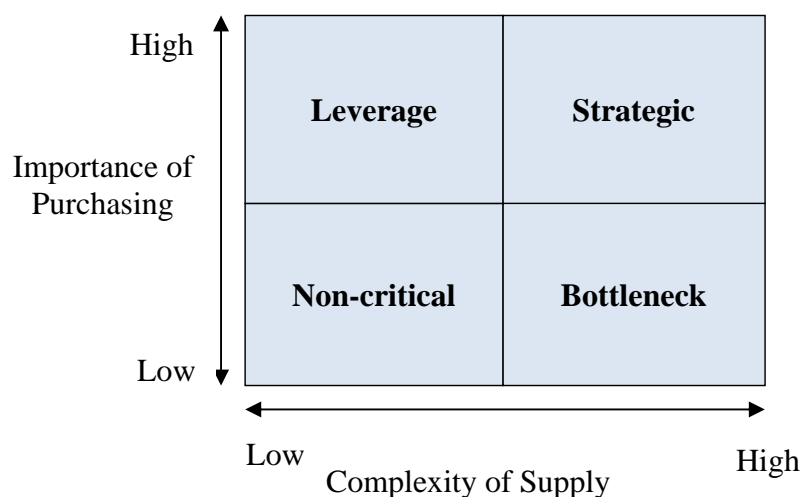 High
Leverage
Strategic
Importance of
Purchasing
Non-critical
Bottleneck
Low
Low
High
Complexity of Supply